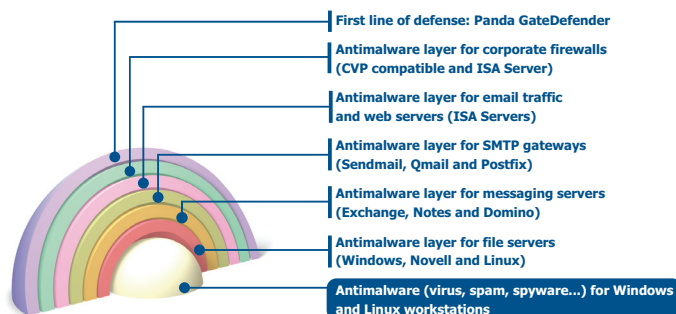 First line of defense: Panda GateDefender
Antimalware layer for corporate firewalls
(CVP compatible and ISA Server)
Antimalware layer for email traffic
and web servers (ISA Servers)
Antimalware layer for SMTP gateways
(Sendmail, Qmail and Postfix)
Antimalware layer for messaging servers
(Exchange, Notes and Domino)
Antimalware layer for file servers
(Windows, Novell and Linux)
Antimalware (virus, spam, spyware...) for Windows
and Linux workstations